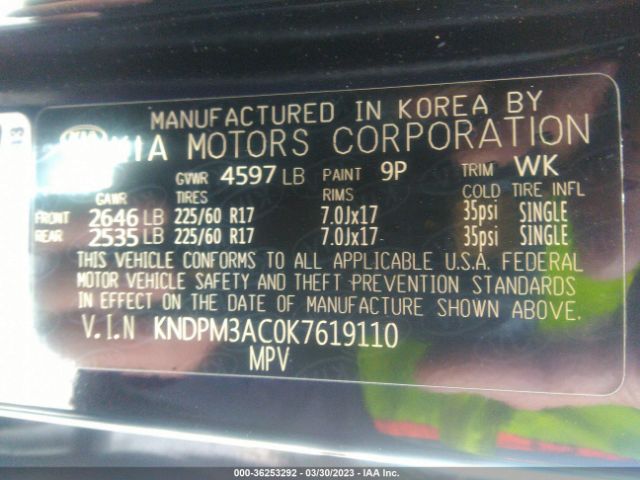 MANUFACTURED IN KOREA BY
KIA MOTORS CORPORATION
GVWR 4597 LB PAINT 9P TRIM WK
GAWR TIRES RIMS COLD TIRE INFL
FRONT 2646 LB 225/60 R17 7.0Jx17 35psi SINGLE
REAR 2535 LB 225/60 R17 7.0Jx17 35psi SINGLE
THIS VEHICLE CONFORMS TO ALL APPLICABLE U.S.A. FEDERAL
MOTOR VEHICLE SAFETY AND THEFT PREVENTION STANDARDS
IN EFFECT ON THE DATE OF MANUFACTURE SHOWN ABOVE.
V.I.N KNDPM3AC0K7619110
MPV
000-36253292 - 03/30/2023 - IAA Inc.